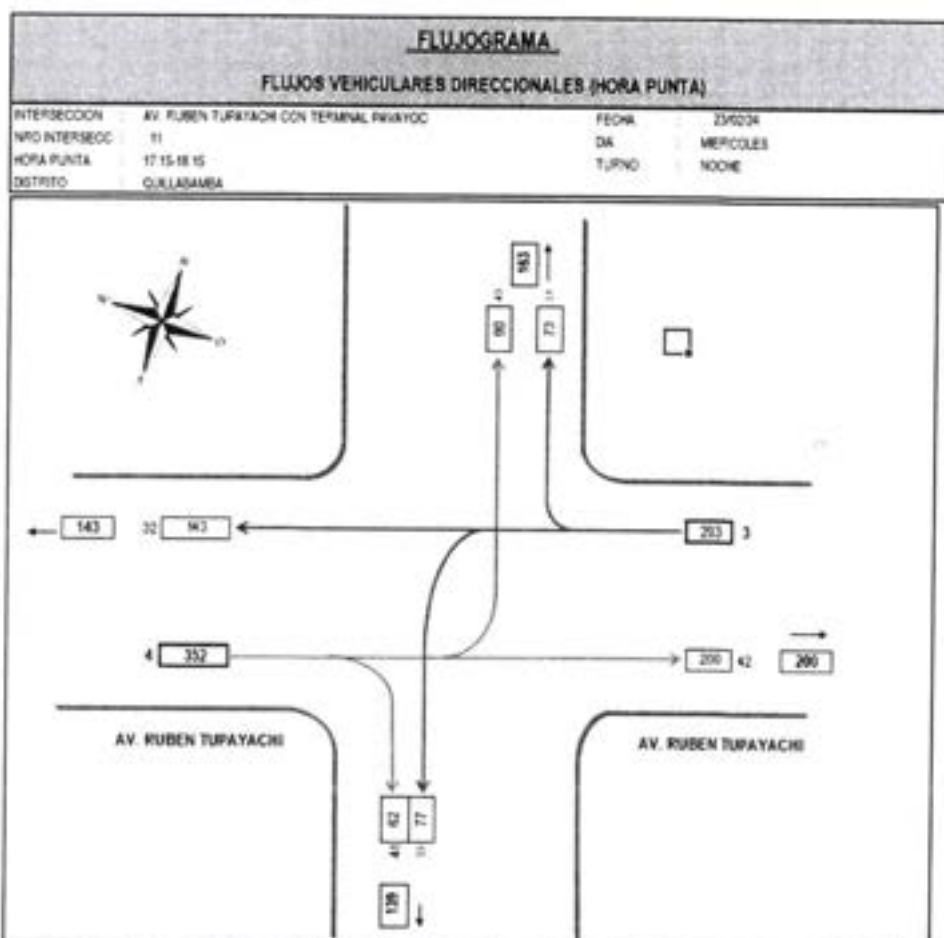 FLUJOGRAMA
FLUJOS VEHICULARES DIRECCIONALES (HORA PUNTA)
INTERSECCION : AV. RUBEN TUPAYACHI CON TERMINAL PAVAYOC
FECHA : 23/02/24
NRO INTERSECC : 11
DIA : MIERCOLES
HORA PUNTA : 17:15-18:15
TURNO : NOCHE
DISTRITO : QUILLABAMBA
163
90 73
143 32 143
3
4 352
200 42 200
AV. RUBEN TUPAYACHI
AV. RUBEN TUPAYACHI
62 77
139